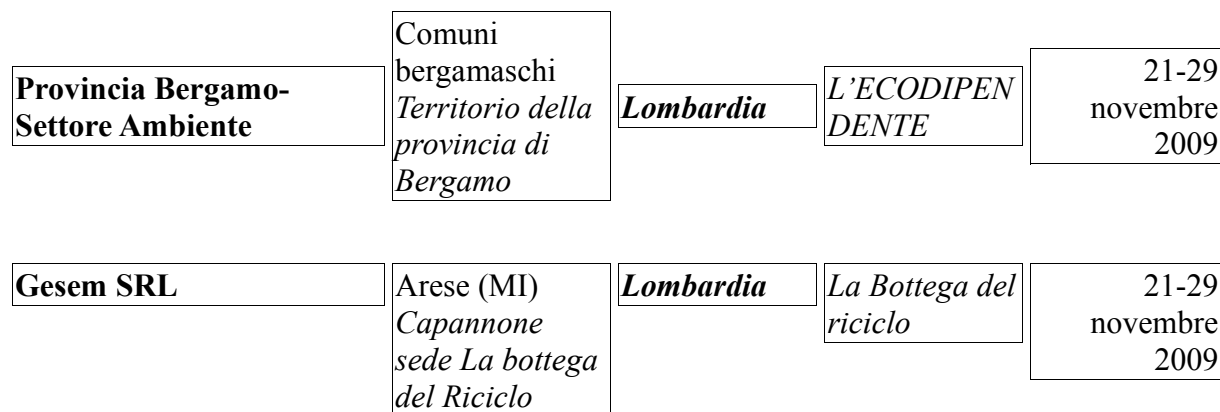 Provincia Bergamo-
Settore Ambiente
Comuni
bergamaschi
Territorio della
provincia di
Bergamo
Lombardia
L'ECODIPEN
DENTE
21-29
novembre
2009
Gesem SRL
Arese (MI)
Capannone
sede La bottega
del Riciclo
Lombardia
La Bottega del
riciclo
21-29
novembre
2009